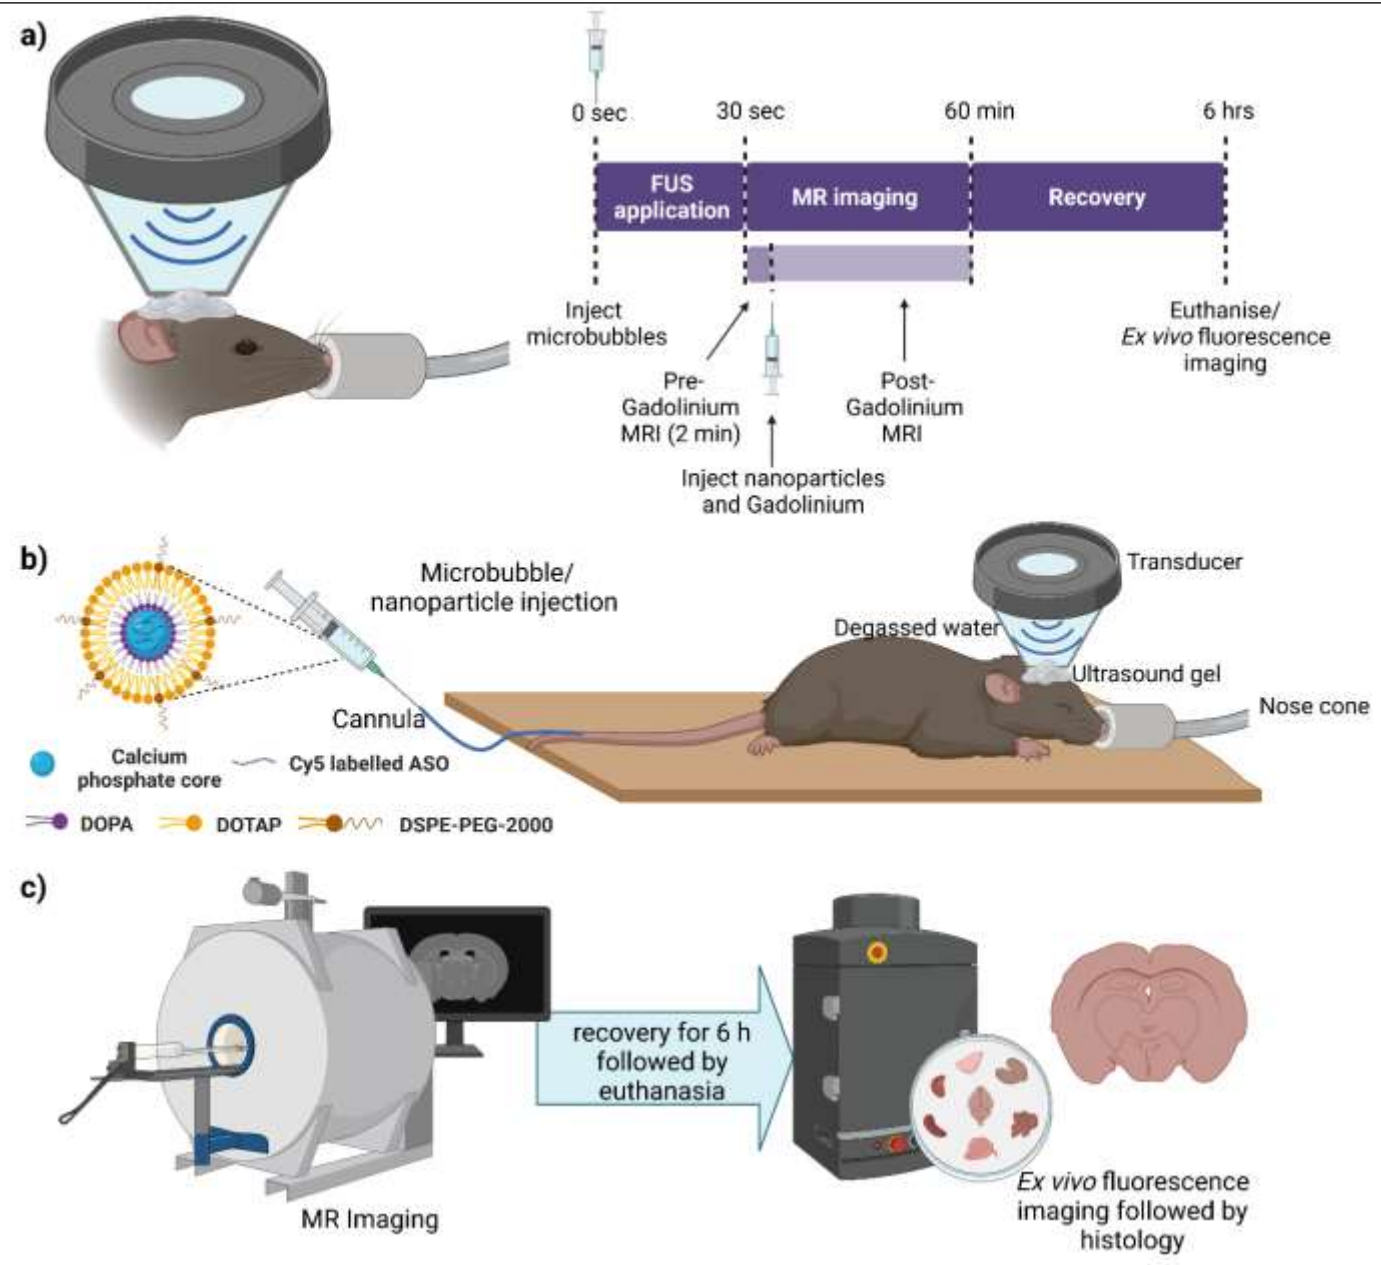 a)
0 sec
30 sec
60 min
6 hrs
FUS
application
MR imaging
Recovery
Inject
microbubbles
Pre-
Gadolinium
MRI (2 min)
Post-
Gadolinium
MRI
Euthanise/
Ex vivo fluorescence
imaging
Inject nanoparticles
and Gadolinium
b)
Microbubble/
nanoparticle injection
Transducer
Degassed water
Ultrasound gel
Nose cone
Cannula
Calcium
phosphate core
Cy5 labelled ASO
DOPA
DOTAP
DSPE-PEG-2000
c)
recovery for 6 h
followed by
euthanasia
MR Imaging
Ex vivo fluorescence
imaging followed by
histology